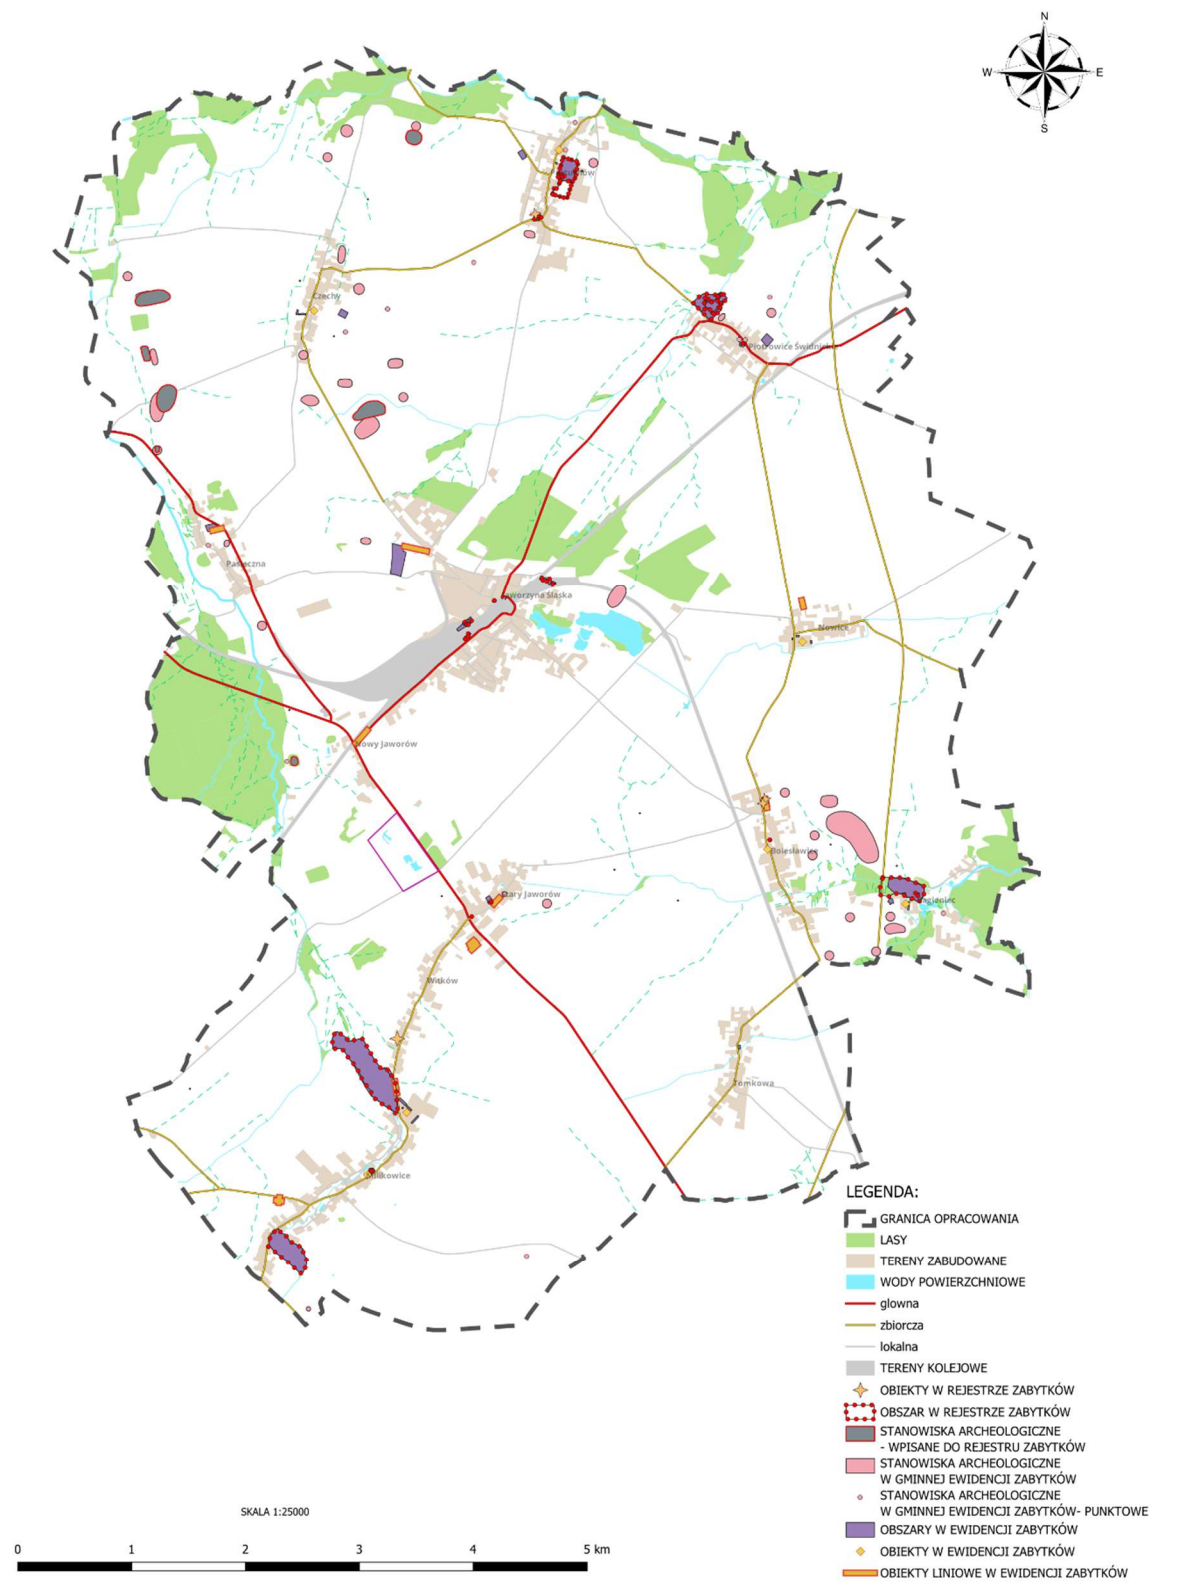 N
W
E
S
Czechy
Piotrowice Świdnickie
Pasieczna
Jaworzyna Śląska
Nowice
Nowy Jaworów
Bolesławice
Stary Jaworów
Witków
Tomkowa
Milikowice
LEGENDA:
GRANICA OPRACOWANIA
LASY
TERENY ZABUDOWANE
WODY POWIERZCHNIOWE
glowna
zbiorcza
lokalna
TERENY KOLEJOWE
OBIEKTY W REJESTRZE ZABYTKÓW
OBSZAR W REJESTRZE ZABYTKÓW
STANOWISKA ARCHEOLOGICZNE
- WPISANE DO REJESTRU ZABYTKÓW
STANOWISKA ARCHEOLOGICZNE
W GMINNEJ EWIDENCJI ZABYTKÓW
STANOWISKA ARCHEOLOGICZNE
W GMINNEJ EWIDENCJI ZABYTKÓW- PUNKTOWE
OBSZARY W EWIDENCJI ZABYTKÓW
OBIEKTY W EWIDENCJI ZABYTKÓW
OBIEKTY LINIOWE W EWIDENCJI ZABYTKÓW
SKALA 1:25000
0 1 2 3 4 5 km